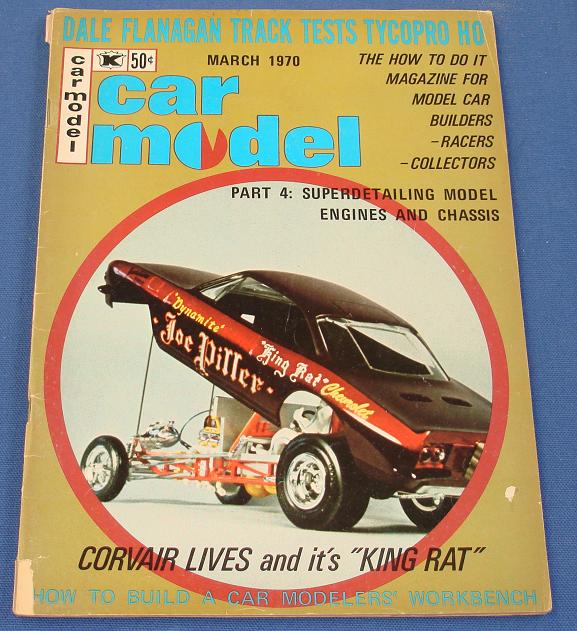 DALE FLANAGAN TRACK TESTS TYCOPRO HO
carmodel
K
50¢
MARCH 1970
car
model
THE HOW TO DO IT
MAGAZINE FOR
MODEL CAR
BUILDERS
–RACERS
–COLLECTORS
PART 4: SUPERDETAILING MODEL
ENGINES AND CHASSIS
"Dynamite"
Joe Piller
"King Rat"
Chevrolet
CORVAIR LIVES and it's "KING RAT"
HOW TO BUILD A CAR MODELERS' WORKBENCH